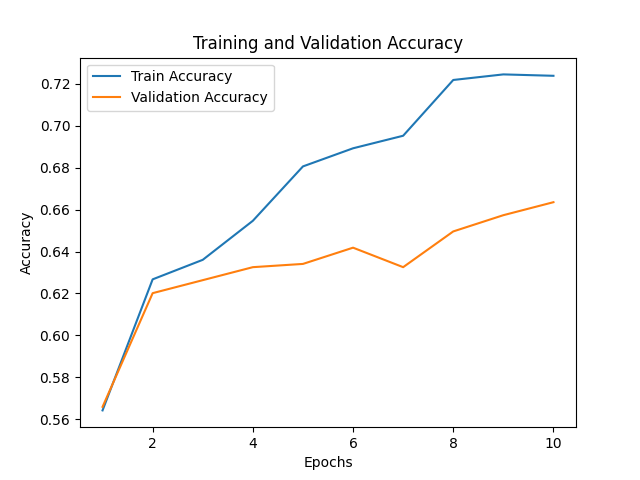 Training and Validation Accuracy
Train Accuracy
Validation Accuracy
0.72
0.70
0.68
0.66
0.64
0.62
0.60
0.58
0.56
Accuracy
2
4
6
8
10
Epochs